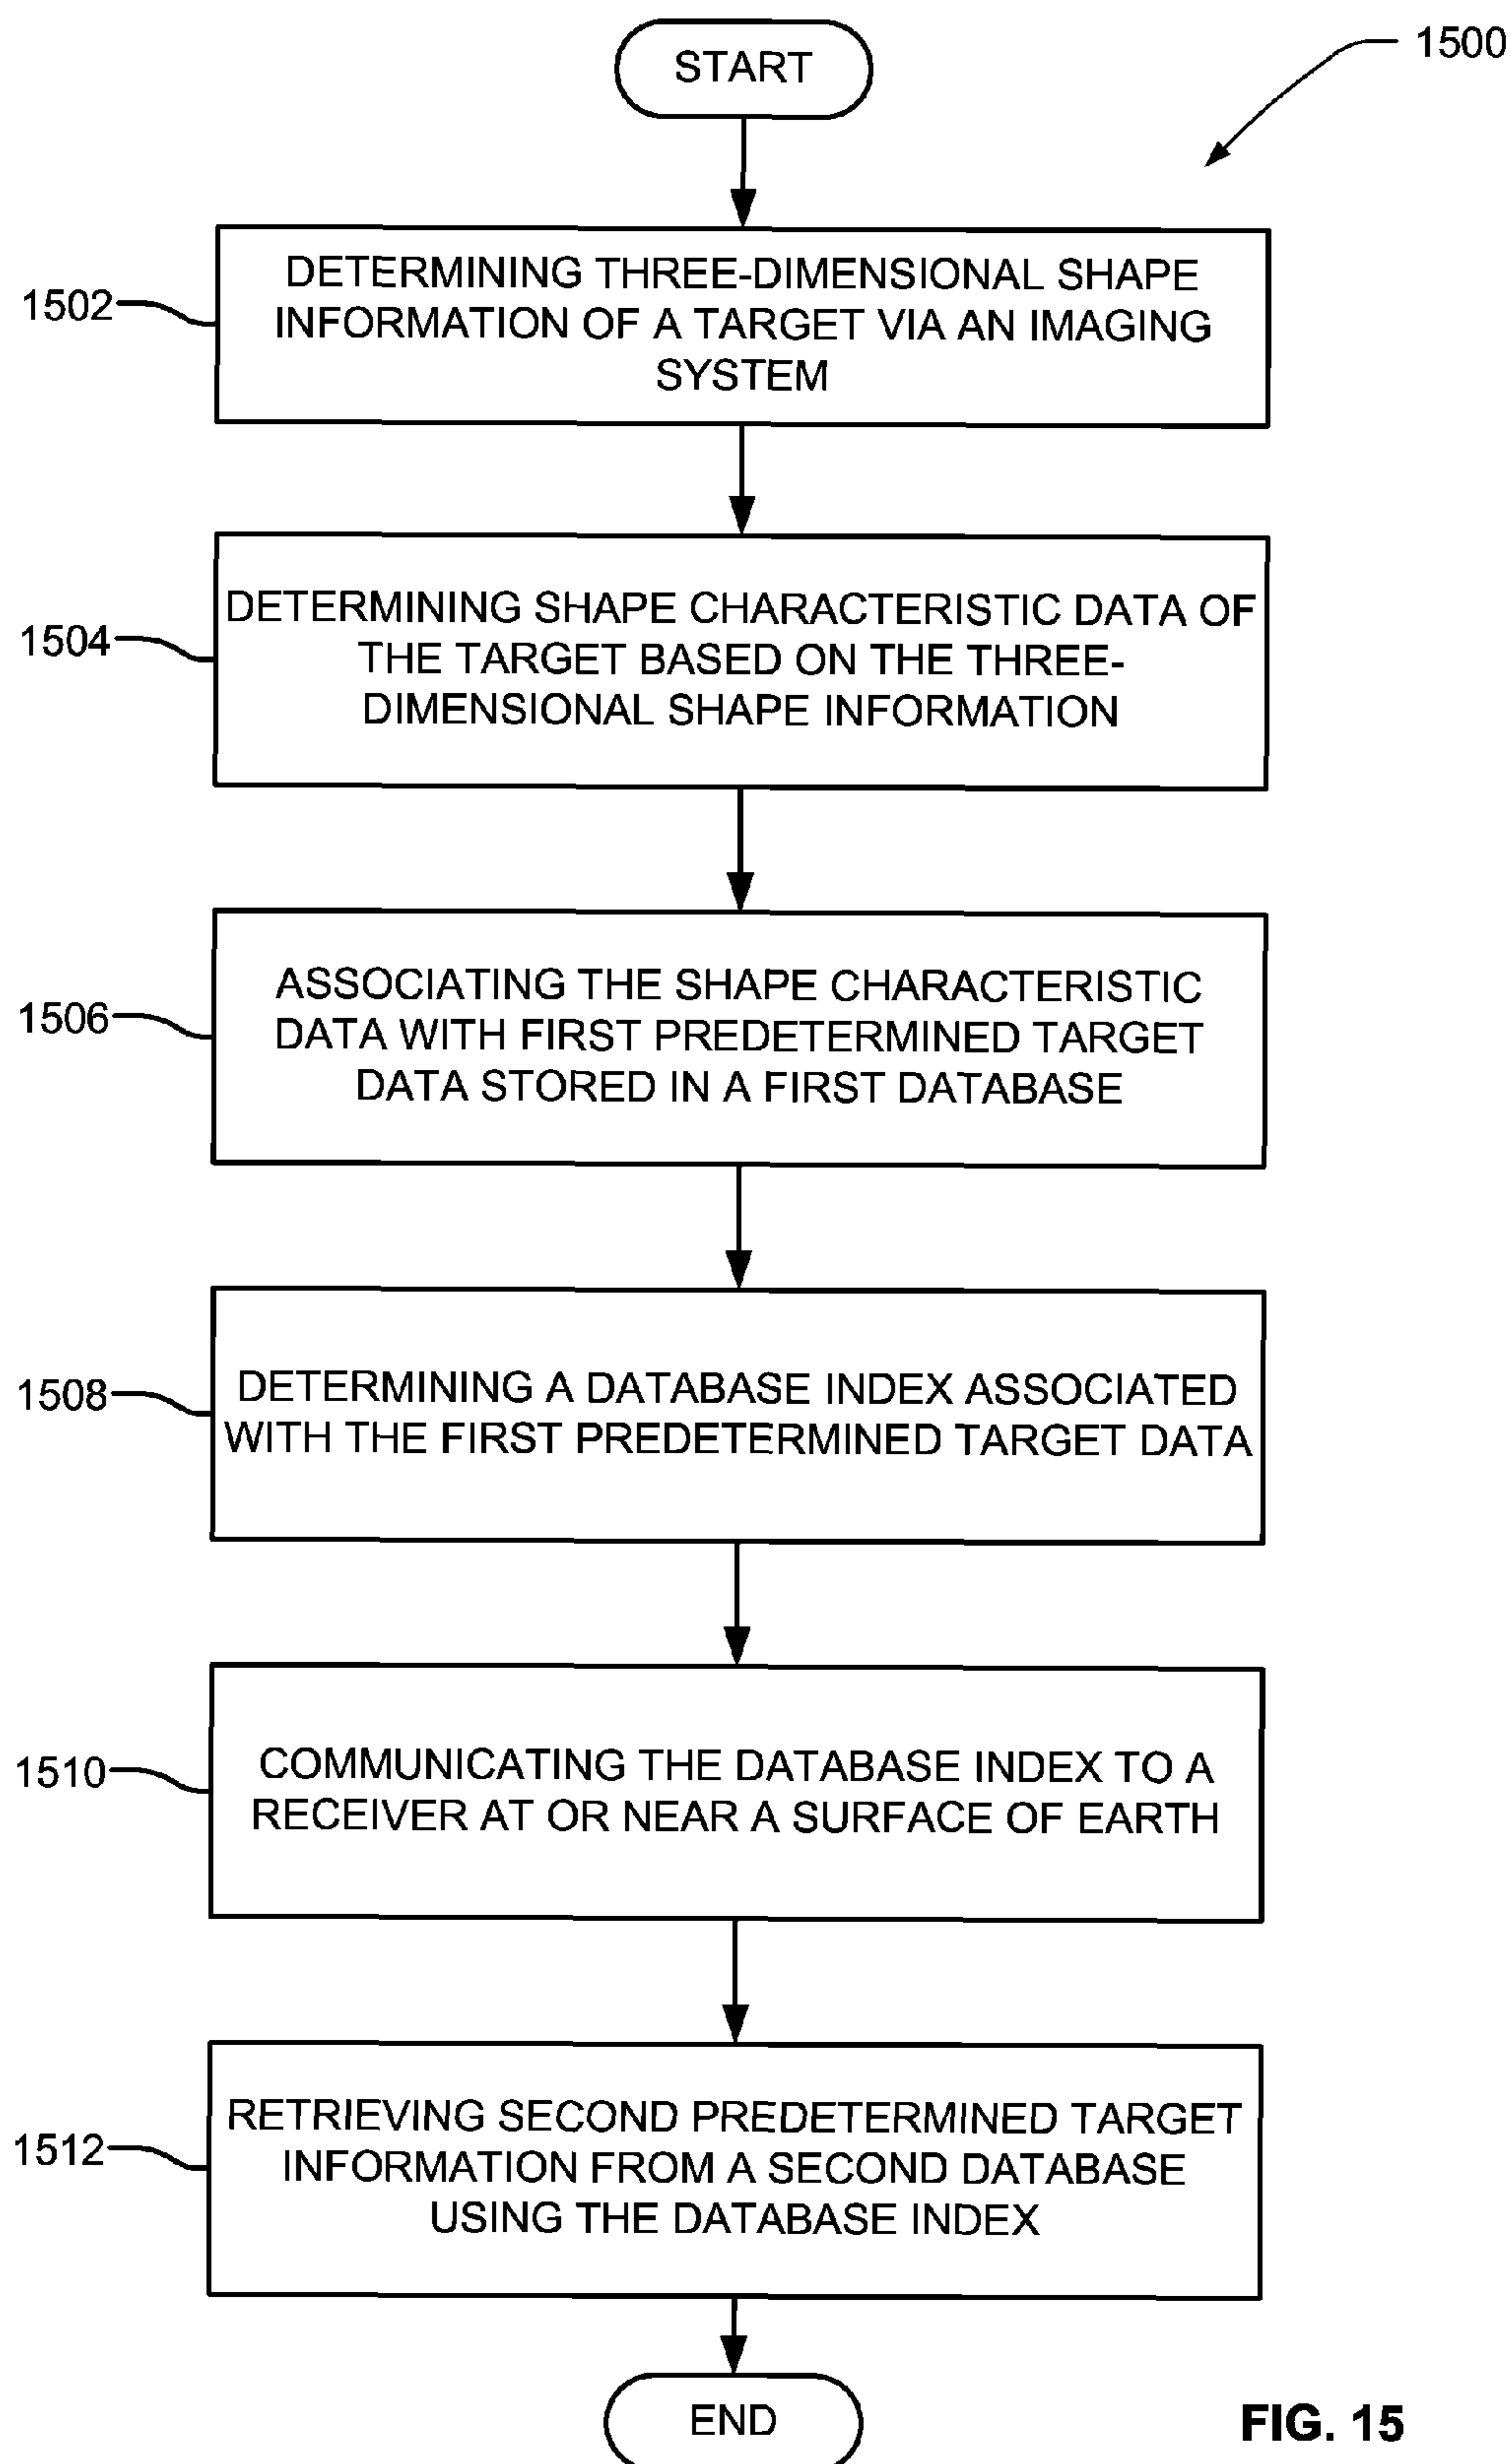 START
1500
1502
DETERMINING THREE-DIMENSIONAL SHAPE
INFORMATION OF A TARGET VIA AN IMAGING
SYSTEM
1504
DETERMINING SHAPE CHARACTERISTIC DATA OF
THE TARGET BASED ON THE THREE-
DIMENSIONAL SHAPE INFORMATION
1506
ASSOCIATING THE SHAPE CHARACTERISTIC
DATA WITH FIRST PREDETERMINED TARGET
DATA STORED IN A FIRST DATABASE
1508
DETERMINING A DATABASE INDEX ASSOCIATED
WITH THE FIRST PREDETERMINED TARGET DATA
1510
COMMUNICATING THE DATABASE INDEX TO A
RECEIVER AT OR NEAR A SURFACE OF EARTH
1512
RETRIEVING SECOND PREDETERMINED TARGET
INFORMATION FROM A SECOND DATABASE
USING THE DATABASE INDEX
END
FIG. 15